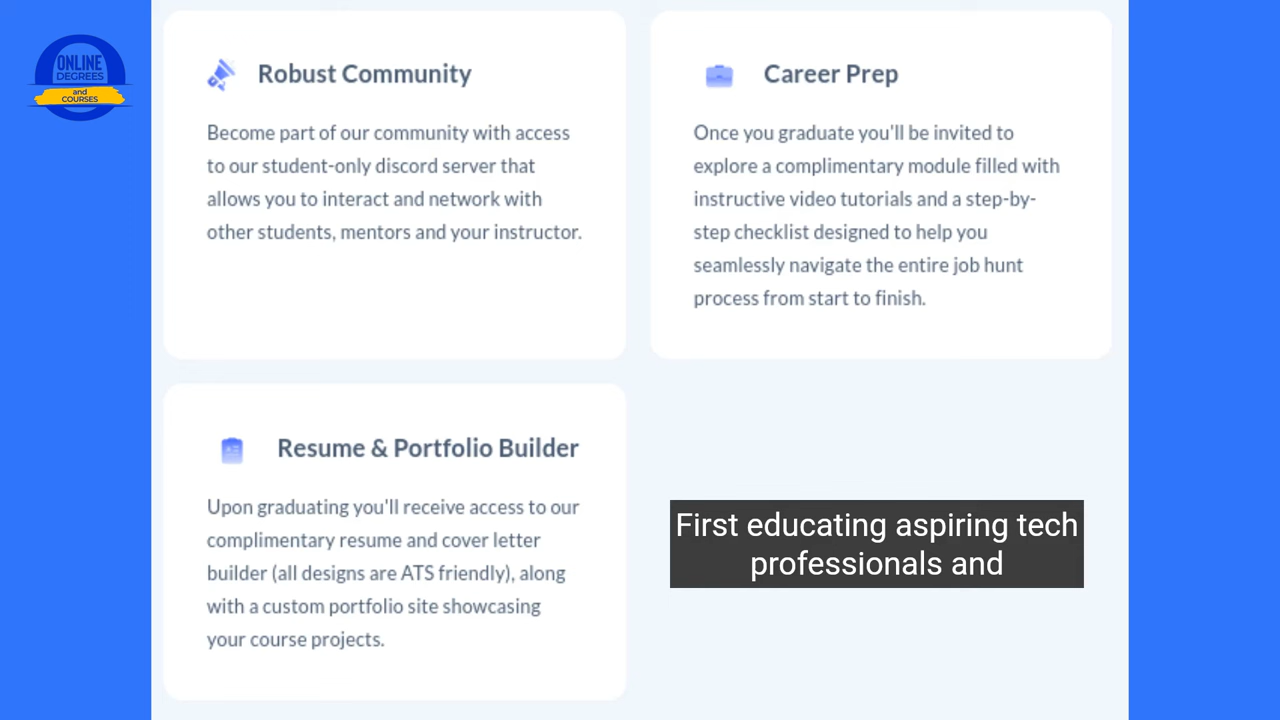 ONLINE
DEGREES
and
COURSES
Robust Community
Become part of our community with access
to our student-only discord server that
allows you to interact and network with
other students, mentors and your instructor.
Career Prep
Once you graduate you'll be invited to
explore a complimentary module filled with
instructive video tutorials and a step-by-
step checklist designed to help you
seamlessly navigate the entire job hunt
process from start to finish.
Resume & Portfolio Builder
Upon graduating you'll receive access to our
complimentary resume and cover letter
builder (all designs are ATS friendly), along
with a custom portfolio site showcasing
your course projects.
First educating aspiring tech
professionals and